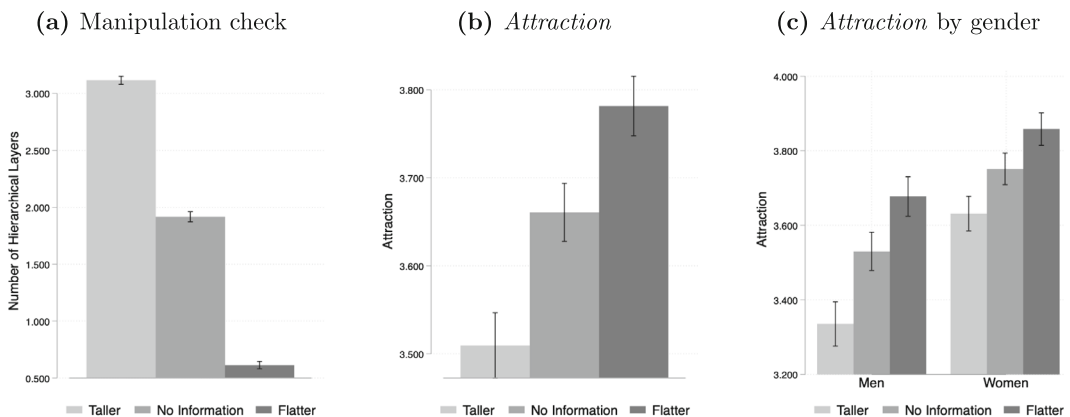 (a) Manipulation check
Number of Hierarchical Layers
3.000
2.500
2.000
1.500
1.000
0.500
Taller No Information Flatter
(b) Attraction
Attraction
3.800
3.700
3.600
3.500
Taller No Information Flatter
(c) Attraction by gender
Attraction
4.000
3.800
3.600
3.400
3.200
Men Women
Taller No Information Flatter